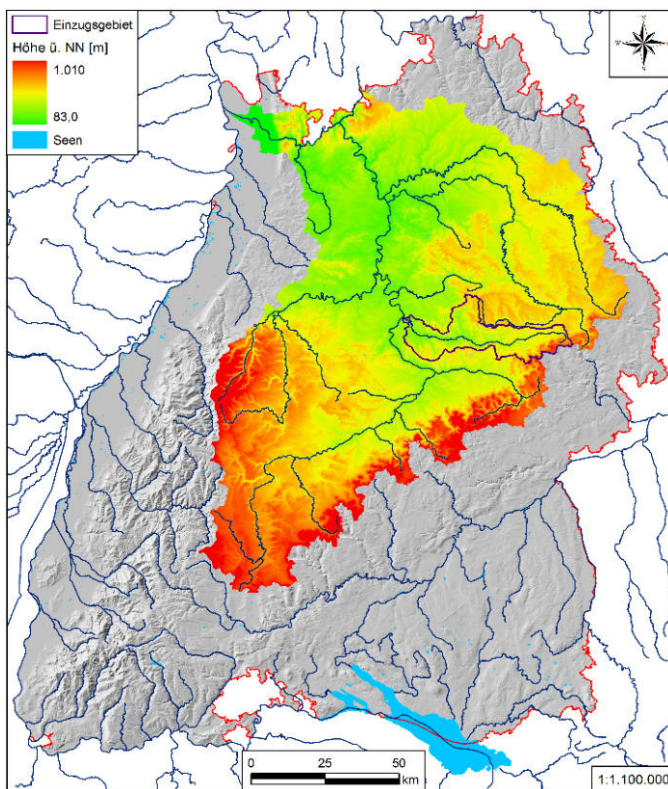 Einzugsgebiet
Höhe ü. NN [m]
1.010
83,0
Seen
N
W
S
0
25
50
km
1:1.100.000